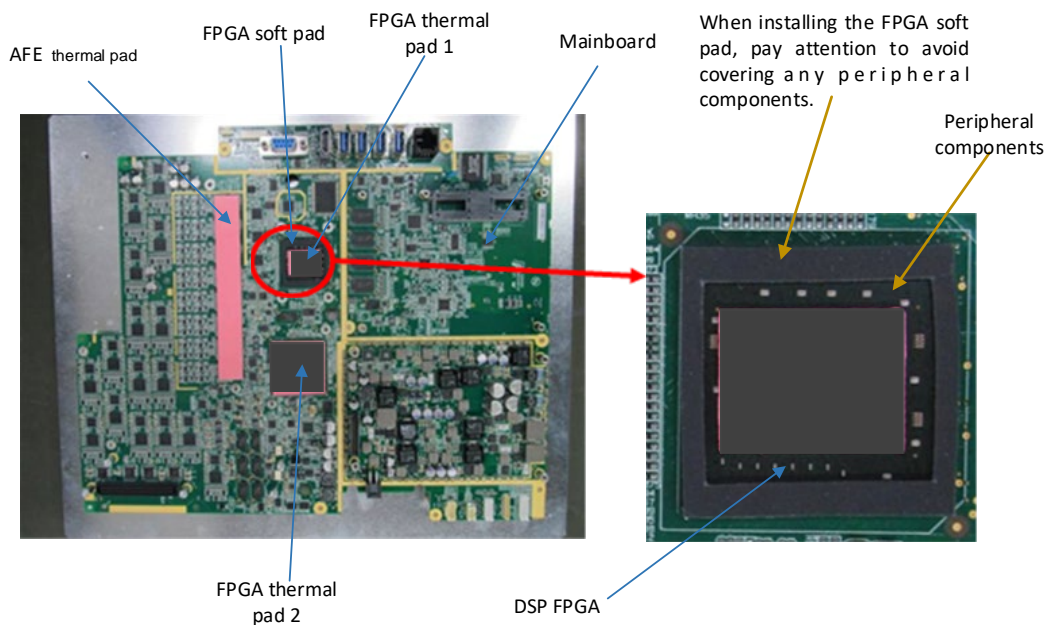 AFE thermal pad
FPGA soft pad
FPGA thermal
pad 1
Mainboard
When installing the FPGA soft
pad, pay attention to avoid
covering any peripheral
components.
Peripheral
components
FPGA thermal
pad 2
DSP FPGA